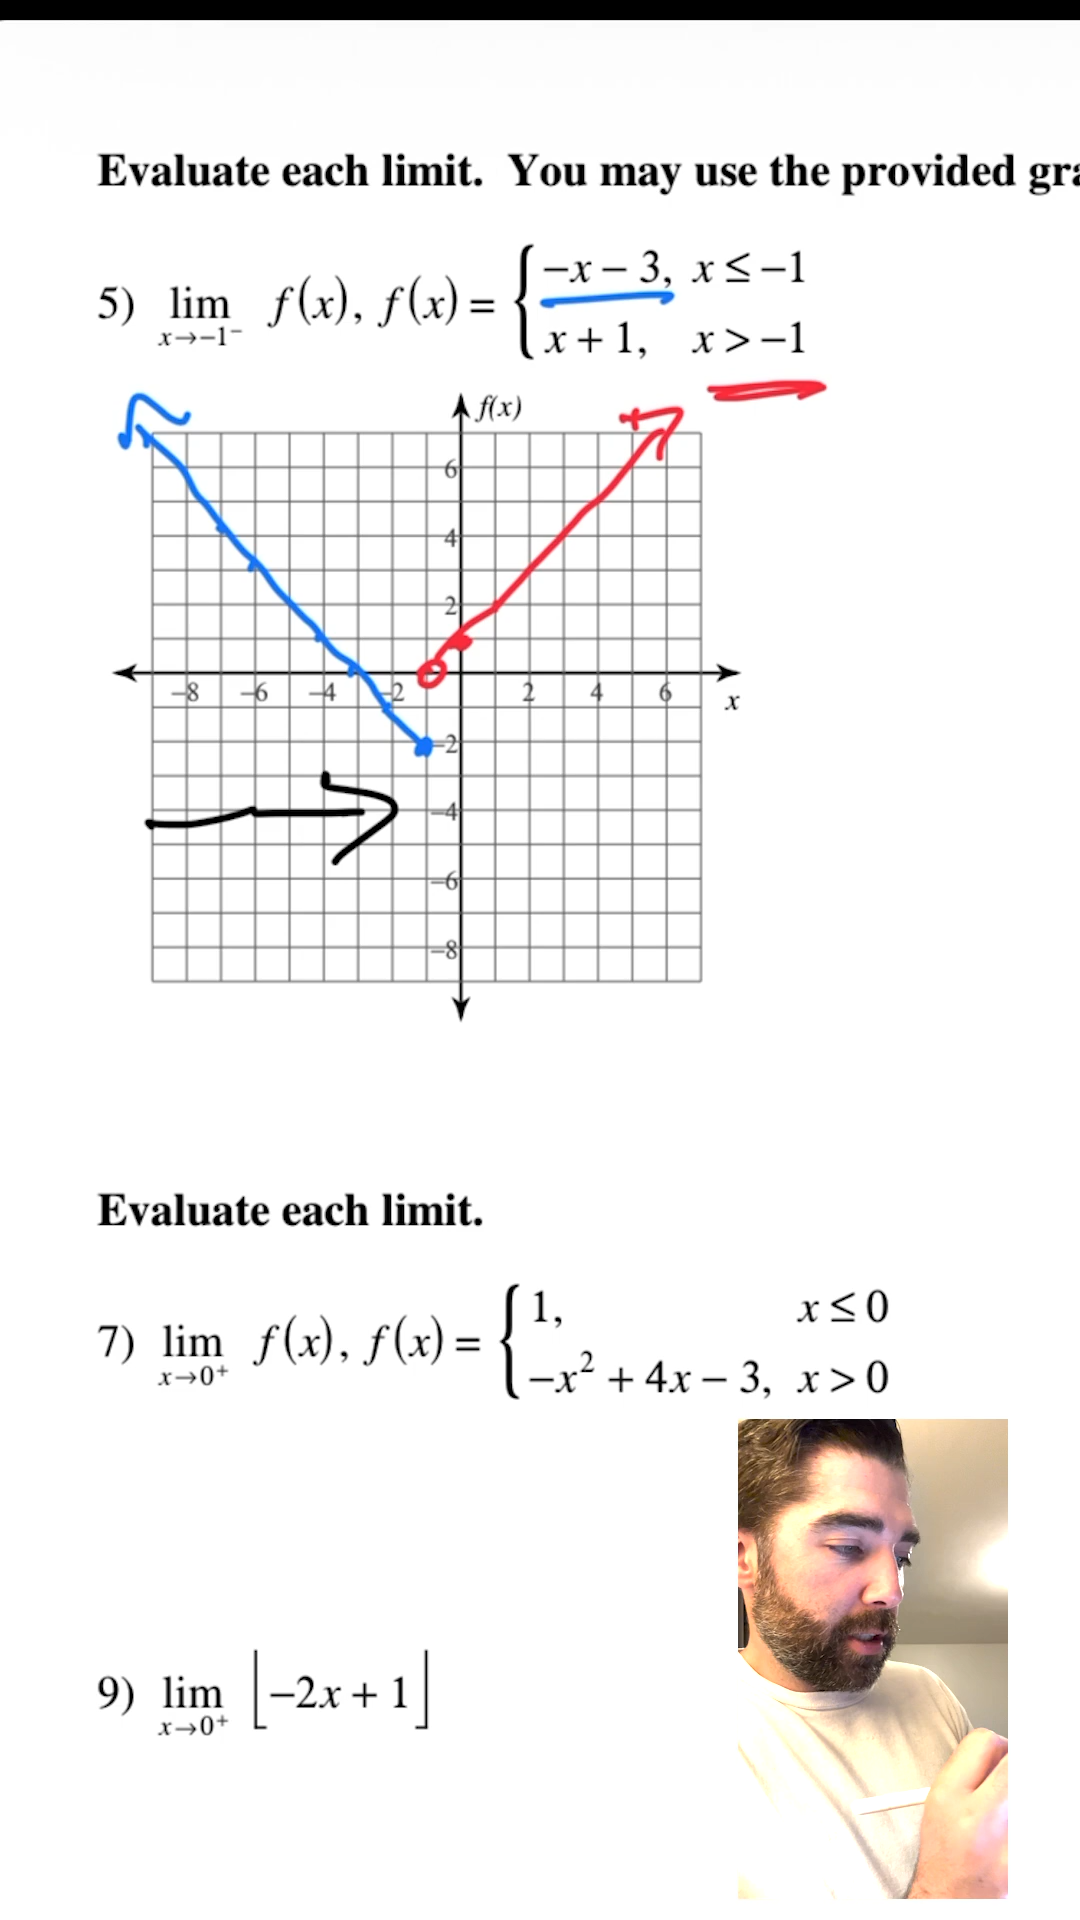 Evaluate each limit. You may use the provided gra
5) lim x→−1⁻ f(x), f(x) = { −x − 3, x ≤ −1
x + 1, x > −1
f(x)
6
4
2
−8 −6 −4 −2 2 4 6
x
−2
−4
−6
−8
Evaluate each limit.
7) lim x→0⁺ f(x), f(x) = { 1, x ≤ 0
−x² + 4x − 3, x > 0
9) lim x→0⁺ ⌊−2x + 1⌋